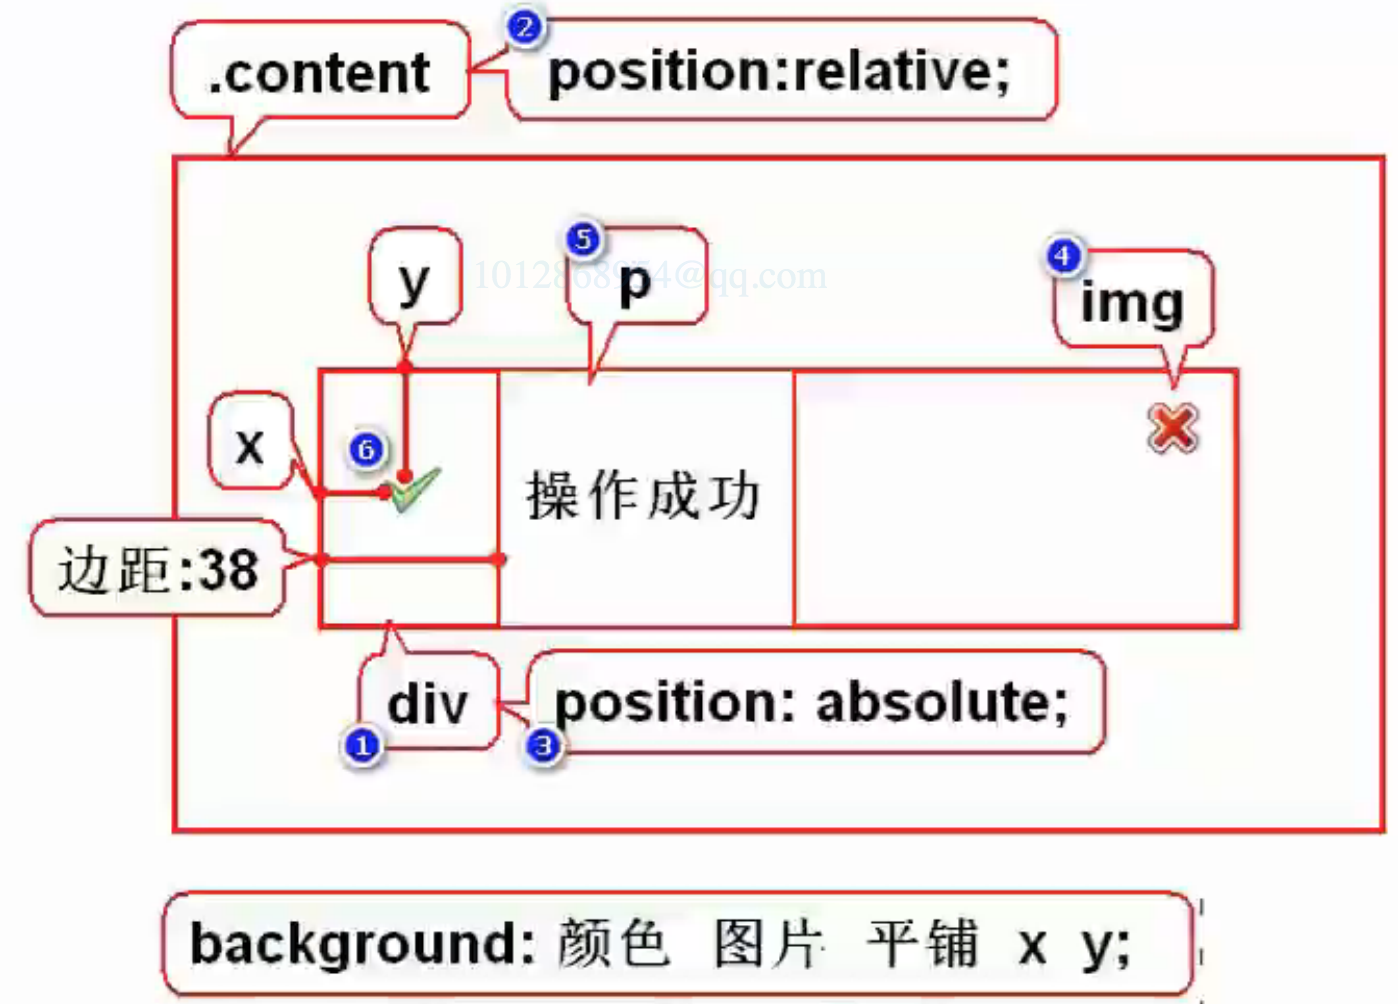 2
.content
position:relative;
y
1012868974@qq.com
5
p
4
img
x
6
操作成功
边距:38
div
position: absolute;
1
3
background: 颜色 图片 平铺 x y;